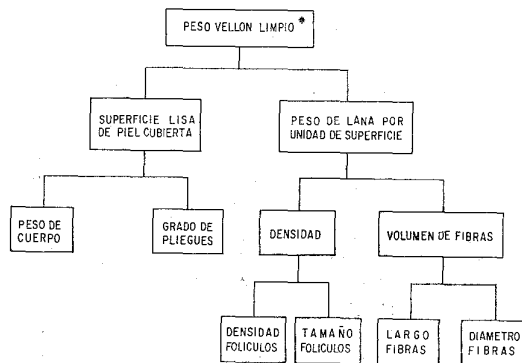 PESO VELLON LIMPIO *
SUPERFICIE LISA
DE PIEL CUBIERTA
PESO DE LANA POR
UNIDAD DE SUPERFICIE
PESO DE
CUERPO
GRADO DE
PLIEGUES
DENSIDAD
VOLUMEN DE FIBRAS
DENSIDAD
FOLICULOS
TAMAÑO
FOLICULOS
LARGO
FIBRAS
DIAMETRO
FIBRAS